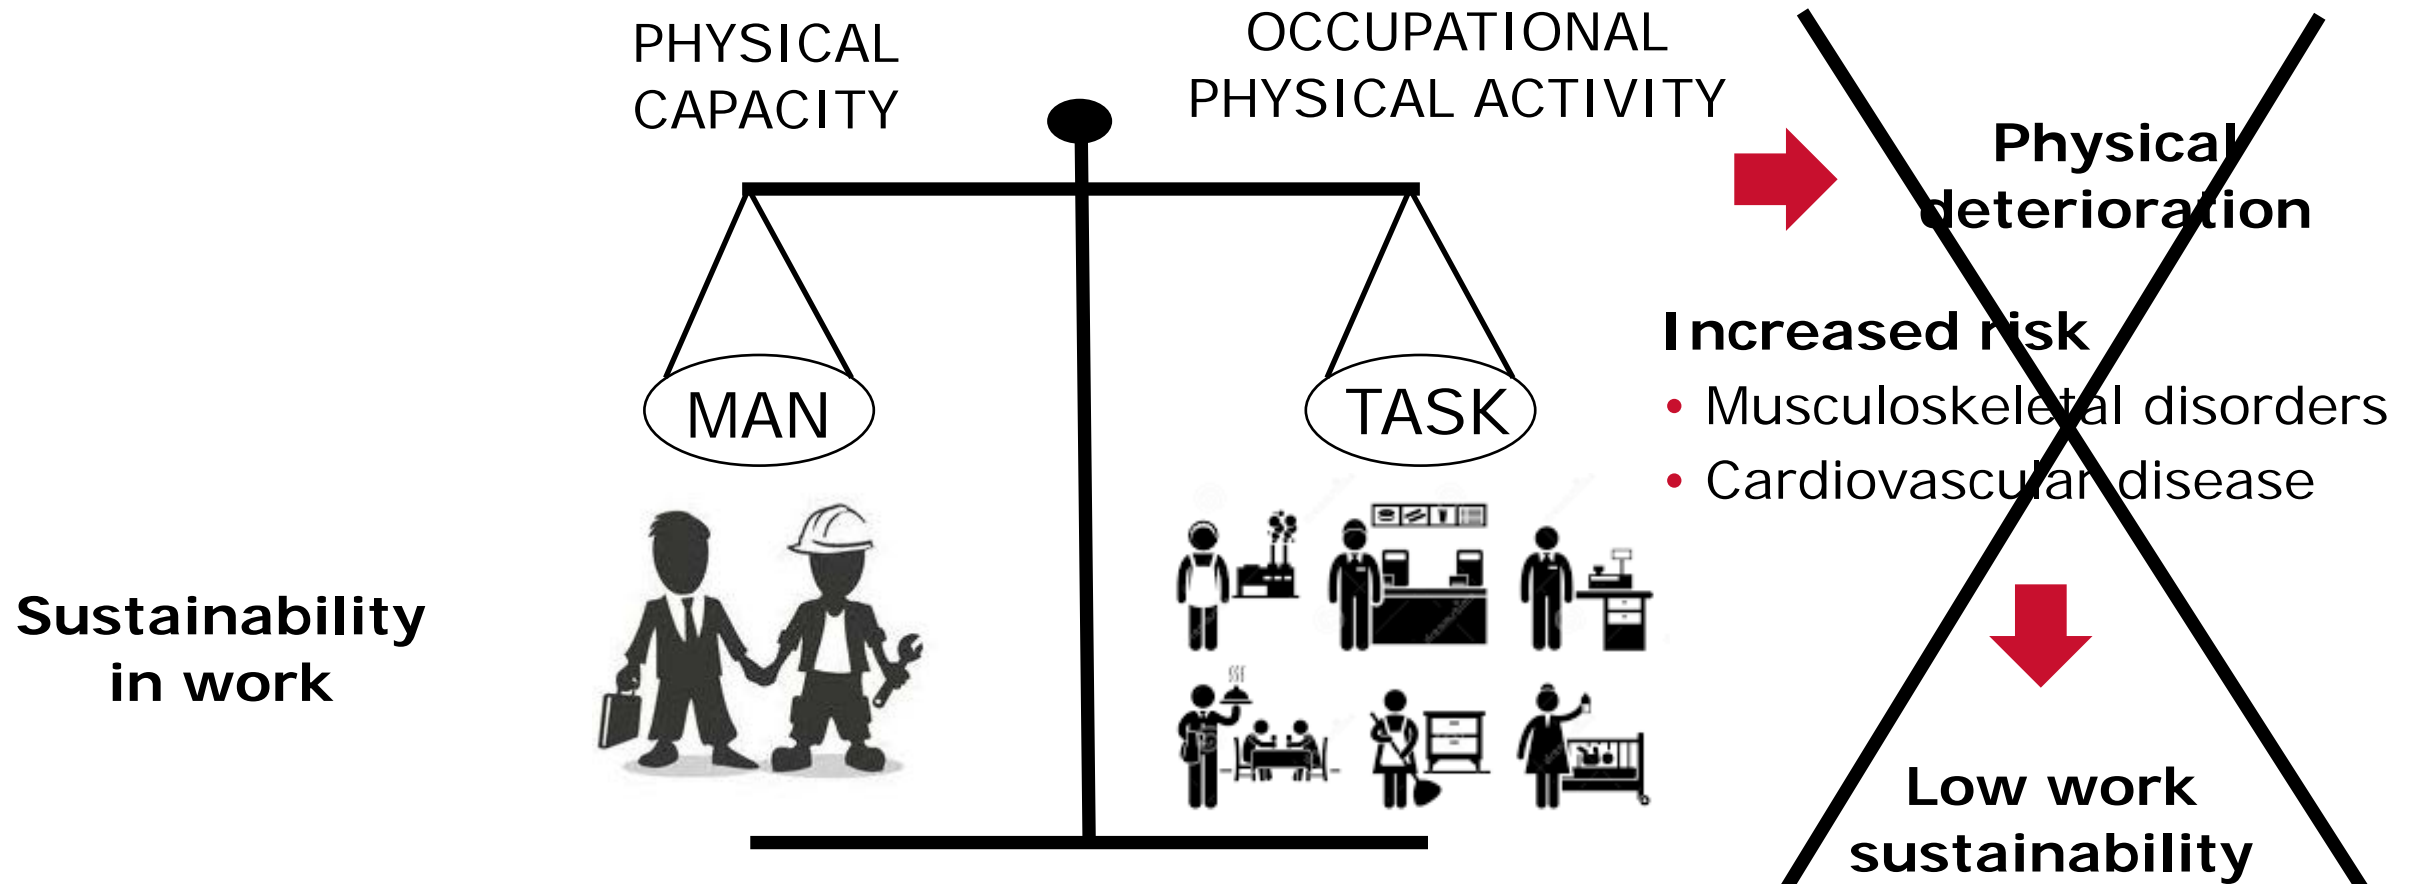 PHYSICAL
CAPACITY
OCCUPATIONAL
PHYSICAL ACTIVITY
MAN
TASK
Sustainability
in work
Physical
deterioration
Increased risk
• Musculoskeletal disorders
• Cardiovascular disease
Low work
sustainability